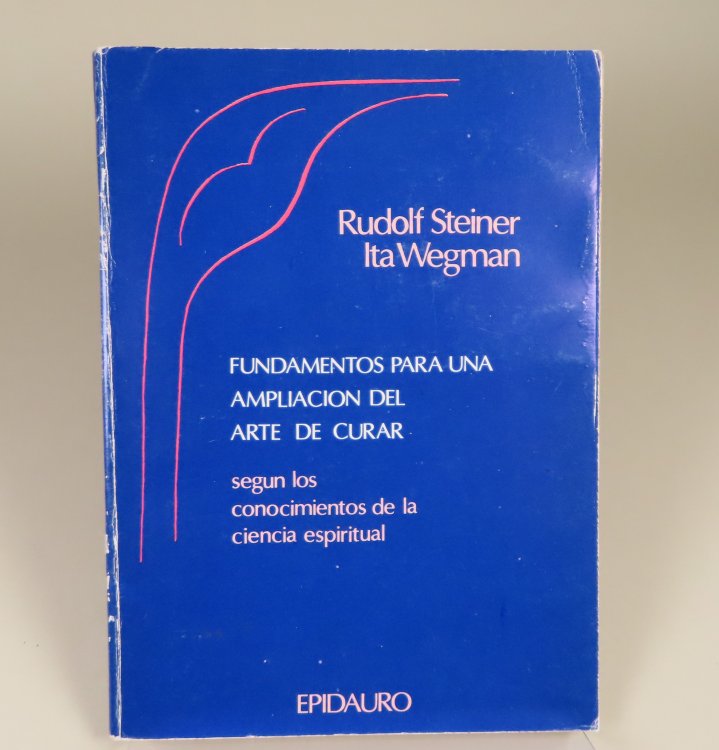 Rudolf Steiner
Ita Wegman
FUNDAMENTOS PARA UNA
AMPLIACION DEL
ARTE DE CURAR
segun los
conocimientos de la
ciencia espiritual
EPIDAURO